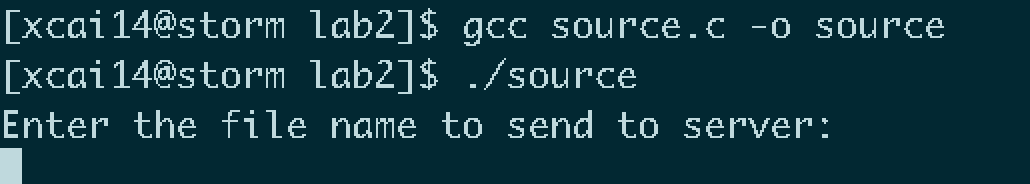 [xcai14@storm lab2]$ gcc source.c -o source
[xcai14@storm lab2]$ ./source
Enter the file name to send to server: